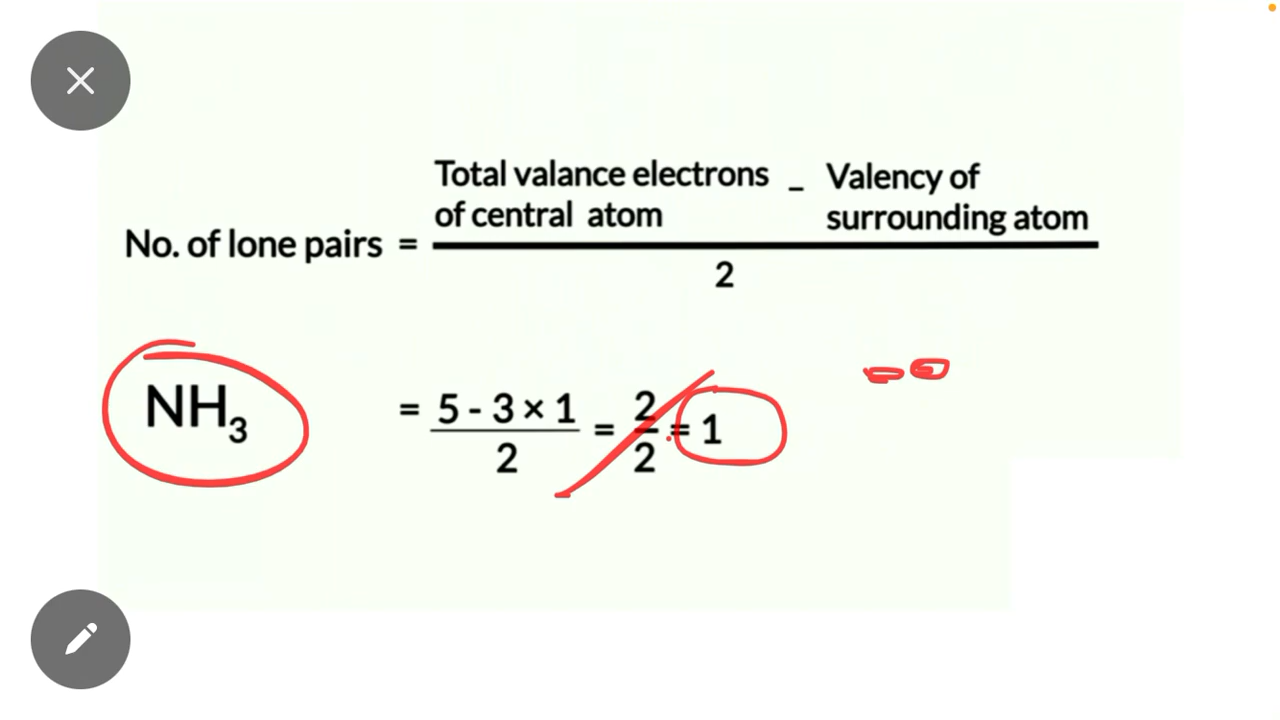 Total valance electrons _ Valency of
of central atom surrounding atom
No. of lone pairs =
2
NH₃ = 5 - 3 × 1 / 2 = 2 / 2 = 1